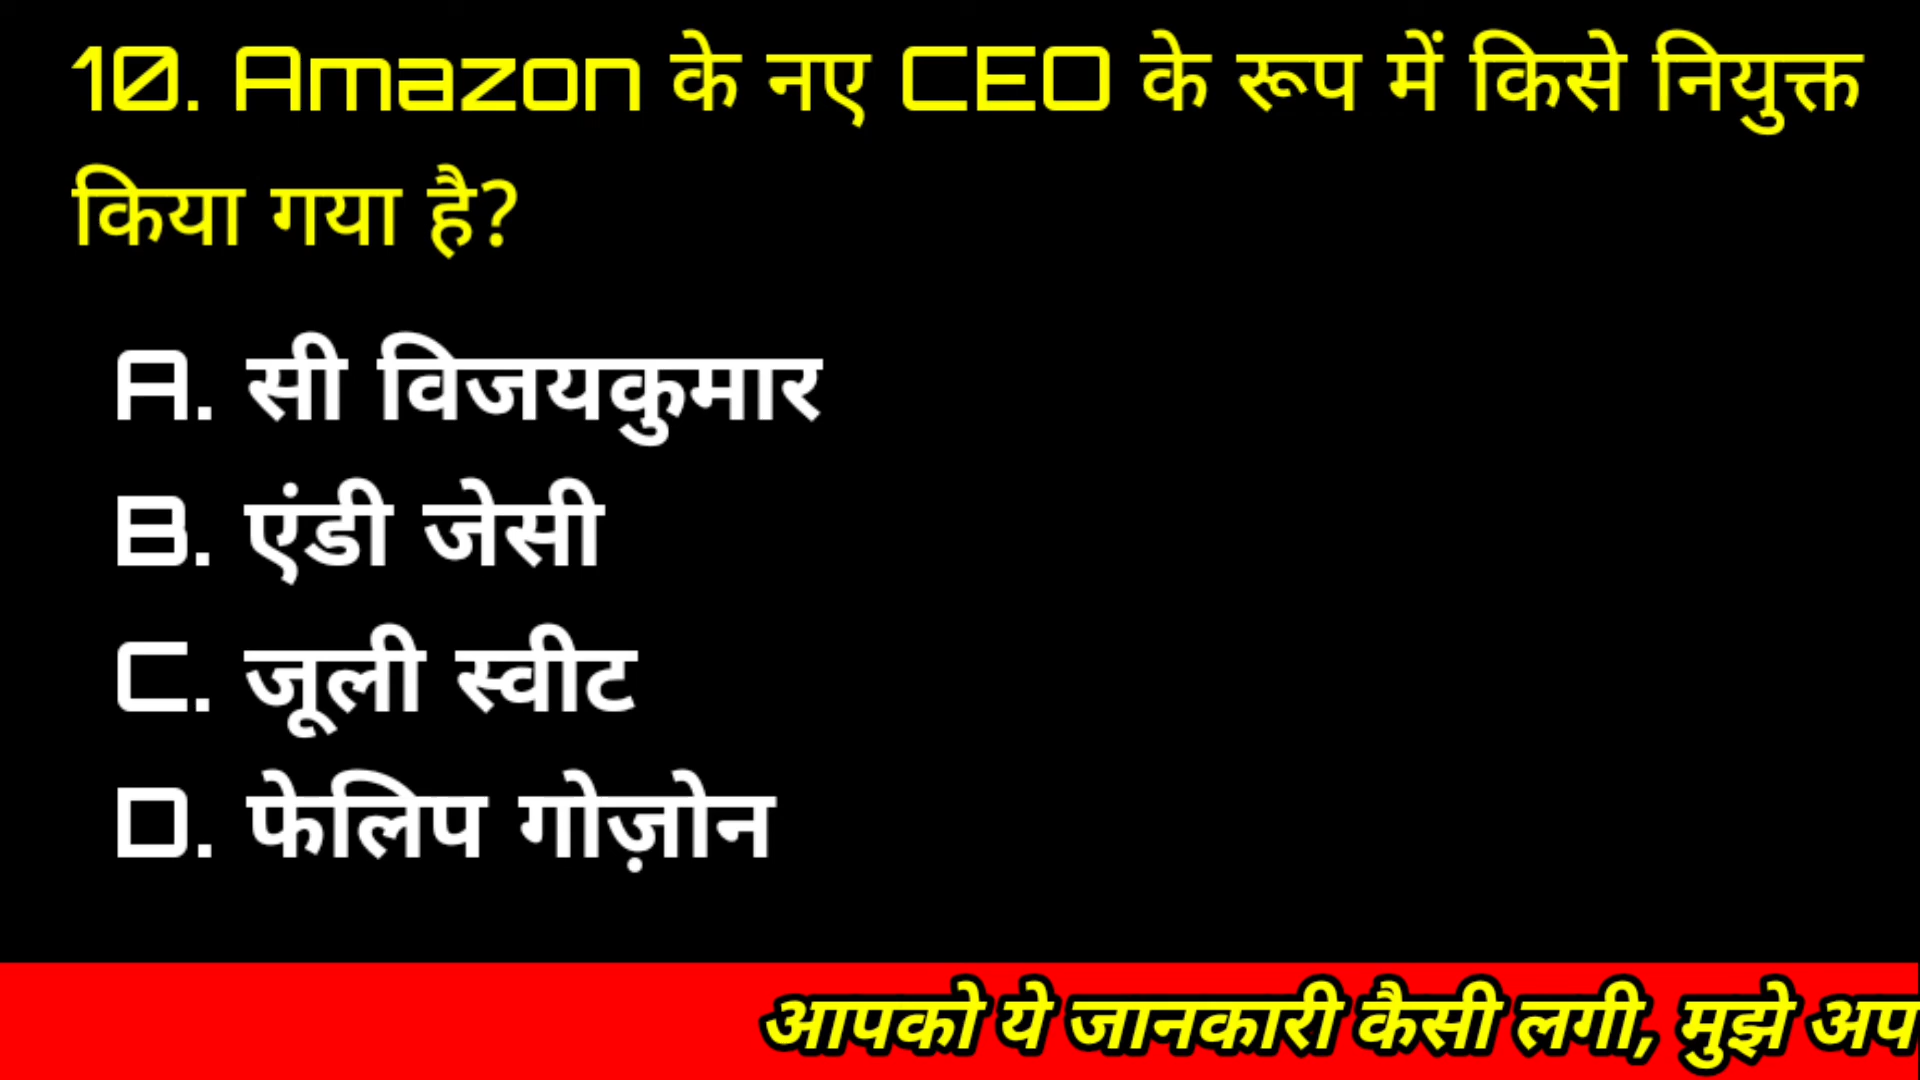 10. Amazon के नए CEO के रूप में किसे नियुक्त
किया गया है?
A. सी विजयकुमार
B. एंडी जेसी
C. जूली स्वीट
D. फेलिप गोज़ोन
आपको ये जानकारी कैसी लगी, मुझे अप